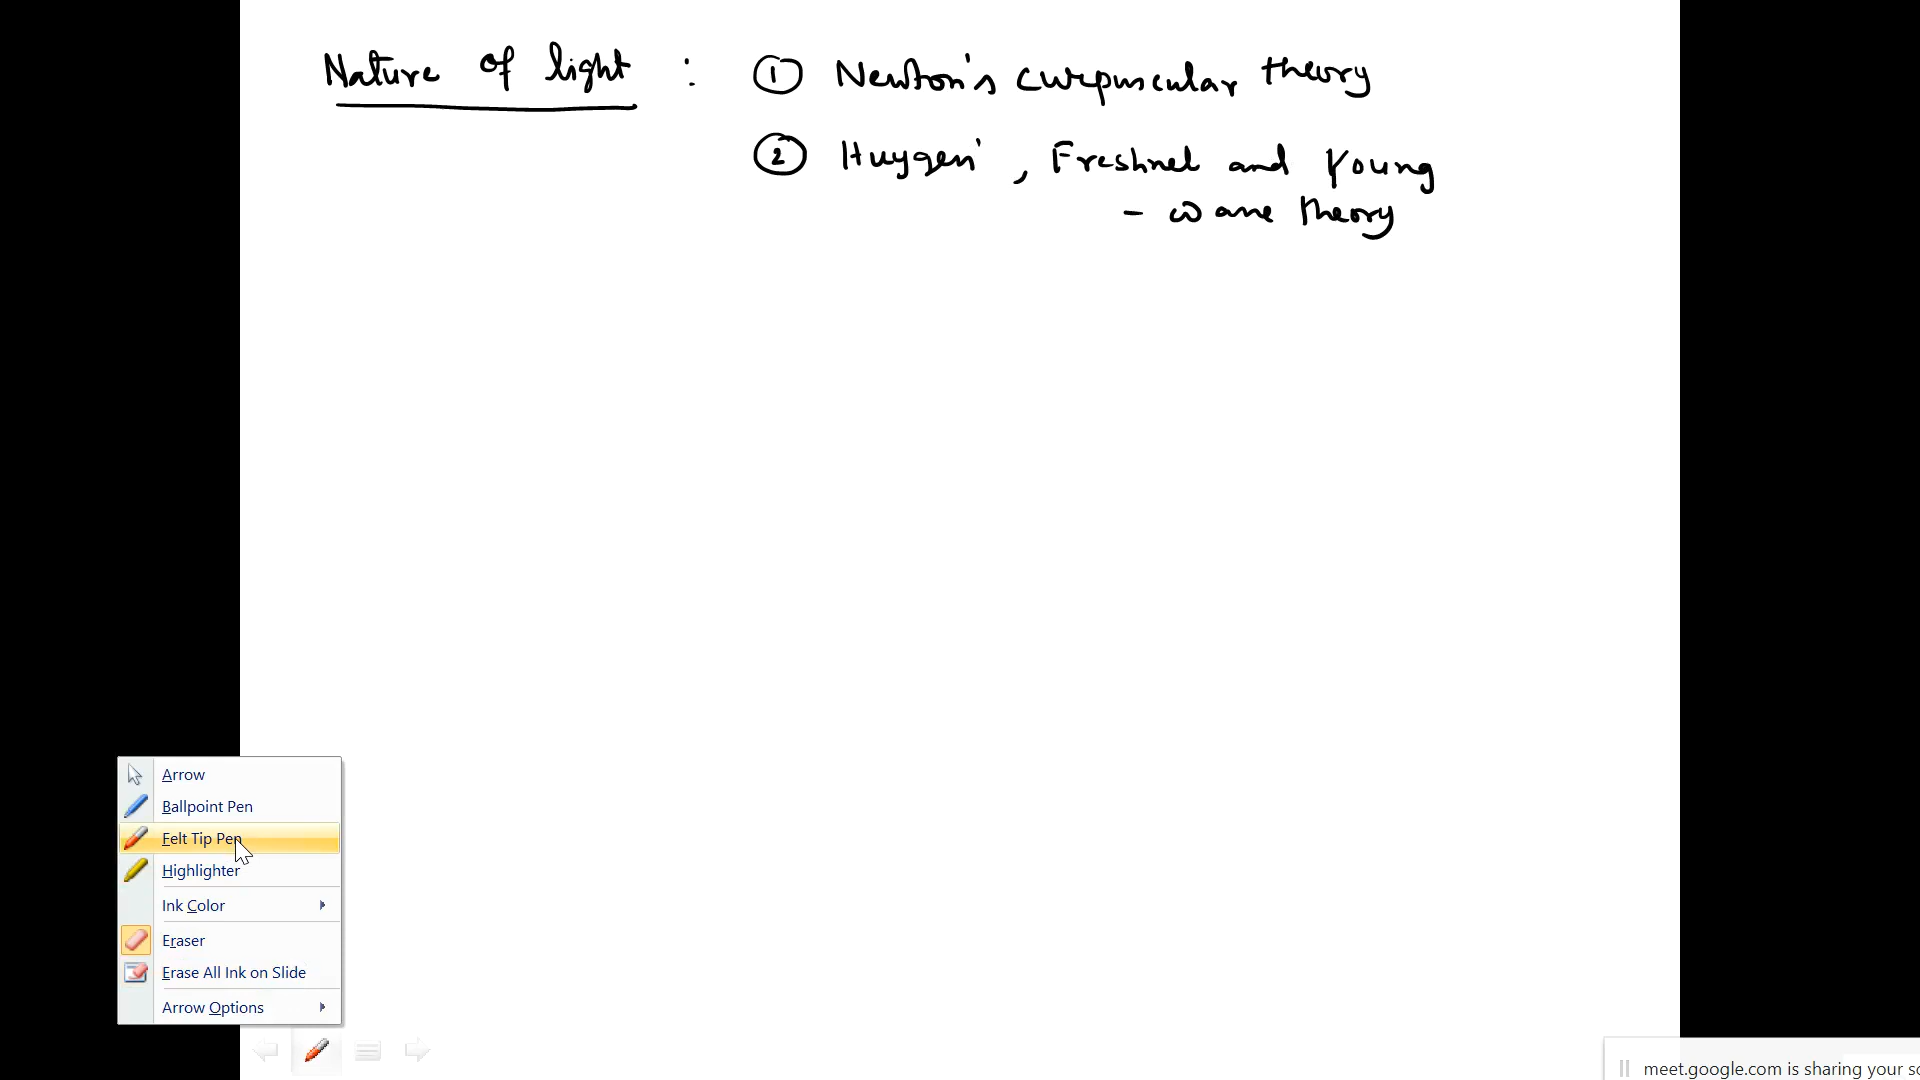 Nature of light : ① Newton's curpuscular theory
② Huygen' , Freshnel and Young
- wave theory
Arrow
Ballpoint Pen
Felt Tip Pen
Highlighter
Ink Color
Eraser
Erase All Ink on Slide
Arrow Options
meet.google.com is sharing your sc